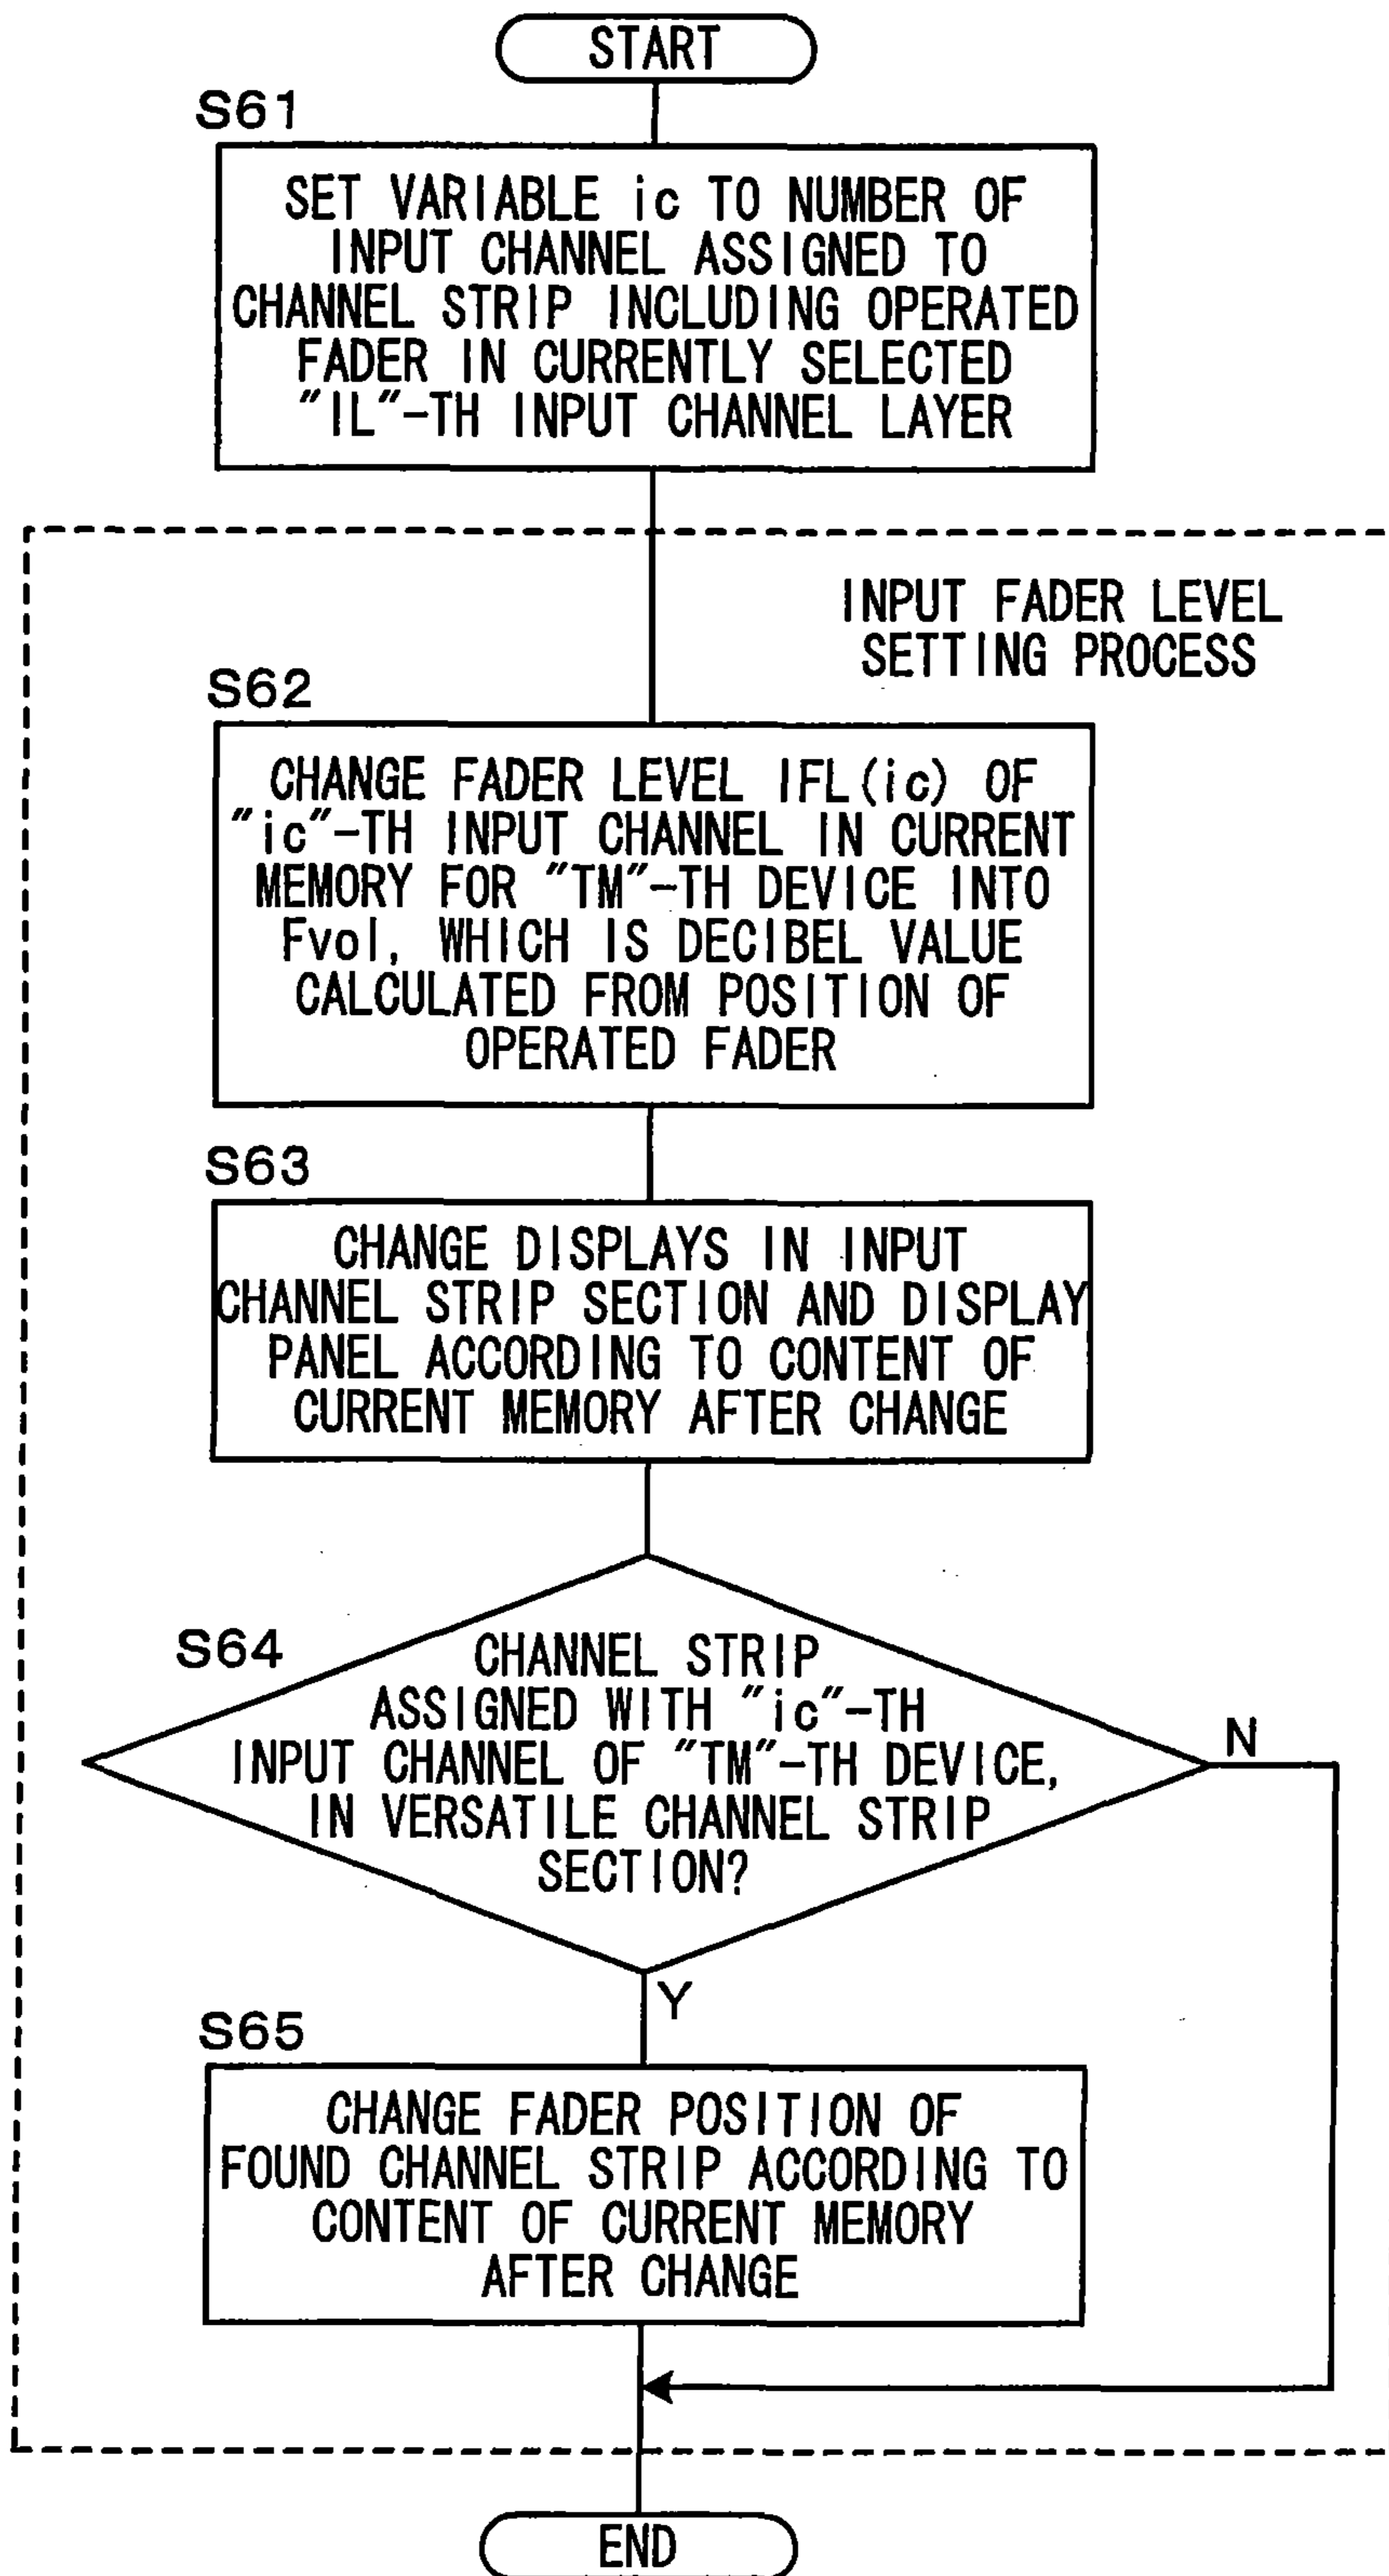 START
S61
SET VARIABLE ic TO NUMBER OF
INPUT CHANNEL ASSIGNED TO
CHANNEL STRIP INCLUDING OPERATED
FADER IN CURRENTLY SELECTED
"IL"-TH INPUT CHANNEL LAYER
INPUT FADER LEVEL
SETTING PROCESS
S62
CHANGE FADER LEVEL IFL(ic) OF
"ic"-TH INPUT CHANNEL IN CURRENT
MEMORY FOR "TM"-TH DEVICE INTO
Fvol, WHICH IS DECIBEL VALUE
CALCULATED FROM POSITION OF
OPERATED FADER
S63
CHANGE DISPLAYS IN INPUT
CHANNEL STRIP SECTION AND DISPLAY
PANEL ACCORDING TO CONTENT OF
CURRENT MEMORY AFTER CHANGE
S64
CHANNEL STRIP
ASSIGNED WITH "ic"-TH
INPUT CHANNEL OF "TM"-TH DEVICE,
IN VERSATILE CHANNEL STRIP
SECTION?
N
Y
S65
CHANGE FADER POSITION OF
FOUND CHANNEL STRIP ACCORDING TO
CONTENT OF CURRENT MEMORY
AFTER CHANGE
END